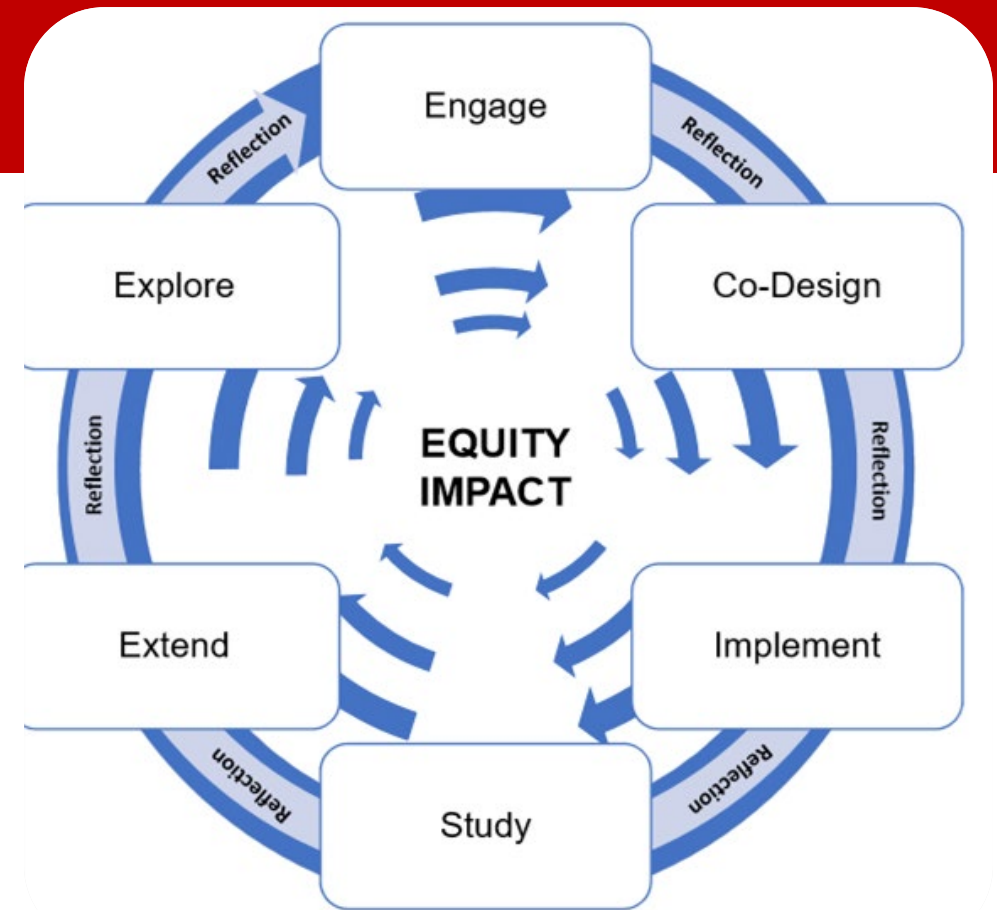 Engage
Reflection
Reflection
Explore
Co-Design
EQUITY
IMPACT
Reflection
Reflection
Extend
Implement
Reflection
Reflection
Study